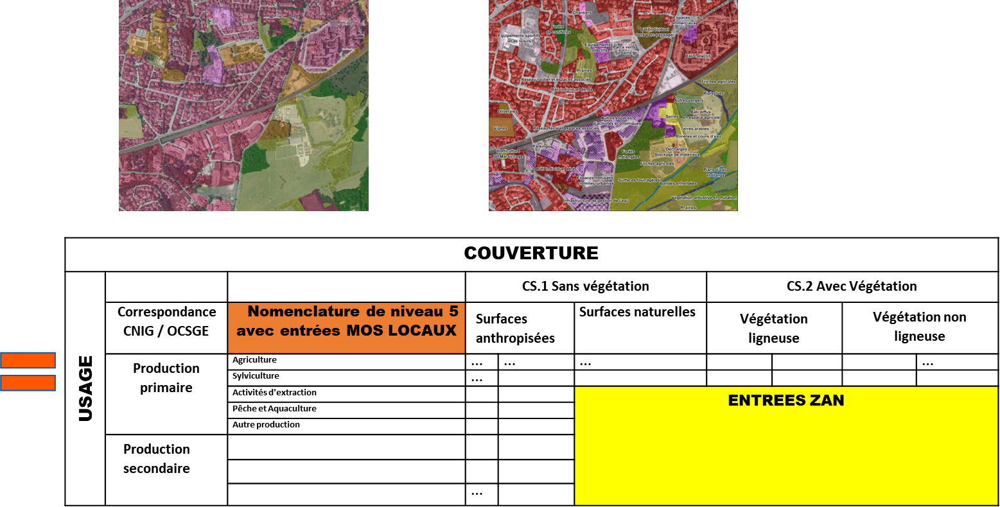 Chantiers
Espaces
commerciaux
Forêts
de conifères
Bâti individuel
dans parc paysager
Equipements sportifs
et de loisirs
Equipements
collectifs
Parcs verts
urbains
Bâti collectif
Prairies
Réseau routier et espaces associés
Friches agricoles
Bâti individuel dense
Ripisylves
Autres vergers
Oliveraies
Bâti diffus
en espace agricole
Serres
Autres espaces
d'activités économiques
Vignes
Réseau ferré et espaces associés
Terres arables
Rivières et cours d'eau
Parkings
Horticulture
et Maraichage
Forêts
mélangées
Décharges
Stockage de matériaux
Friches agricoles
Bâti individuel
Plans d'eau
et étangs
Espaces non batis
en milieu urbanisé
Surfaces fourragères
Bandes enherbées
Infrastructure de gestion de l'eau
Végétation arbustive en mutation
Prairies
COUVERTURE
USAGE
CS.1 Sans végétation
CS.2 Avec Végétation
Correspondance
CNIG / OCSGE
Nomenclature de niveau 5
avec entrées MOS LOCAUX
Surfaces
anthropisées
Surfaces naturelles
Végétation
ligneuse
Végétation non
ligneuse
Production
primaire
Agriculture
...
...
...
...
Sylviculture
...
Activités d'extraction
Pêche et Aquaculture
Autre production
ENTREES ZAN
Production
secondaire
...